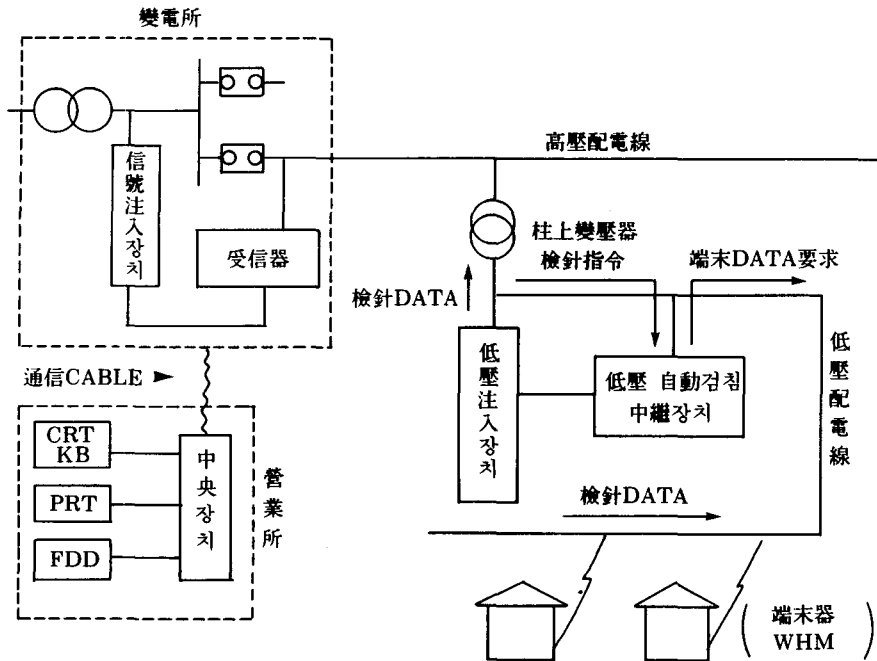 變電所
信號注入장치
受信器
高壓配電線
柱上變壓器
檢針指令
端末DATA要求
檢針DATA
低壓注入장치
低壓 自動검침
中繼장치
低壓配電線
通信CABLE
CRT
KB
PRT
FDD
中央장치
營業所
檢針DATA
端末器
WHM